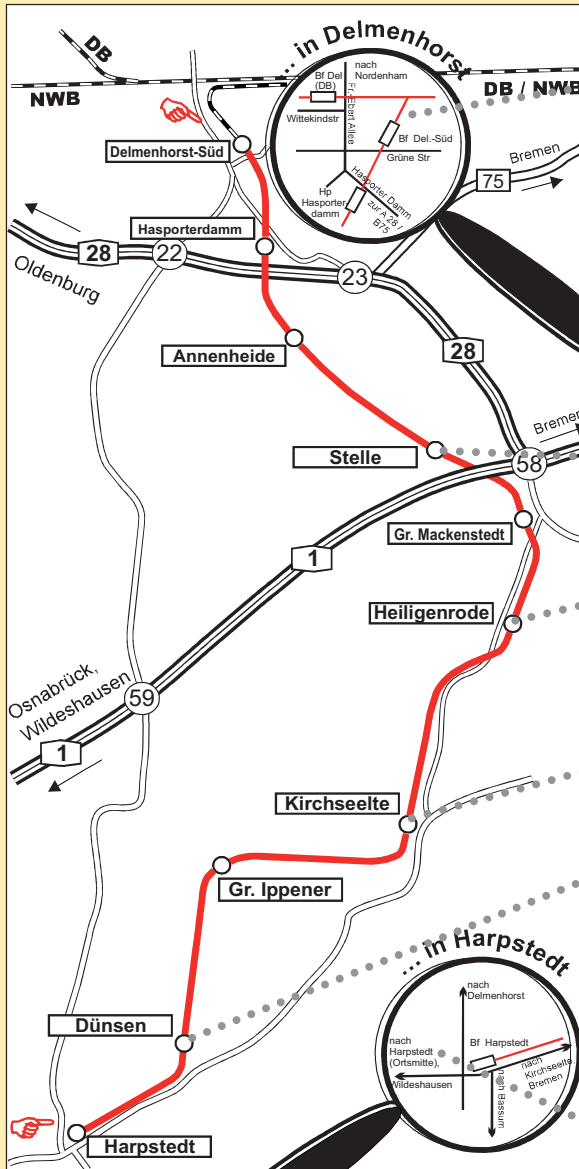 ... in Delmenhorst
DB
NWB
DB / NWB
nach
Nordenham
Bf Del
(DB)
Fr.-Ebert Allee
Wittekindstr
Bf Del.-Süd
Grüne Str
Hp
Hasporter
damm
Hasporter Damm
zur A 28 /
B75
Delmenhorst-Süd
75
Bremen
Hasporterdamm
28
22
Oldenburg
23
Annenheide
28
Stelle
Bremen
58
Gr. Mackenstedt
1
Heiligenrode
Osnabrück,
Wildeshausen
59
1
Kirchseelte
Gr. Ippener
... in Harpstedt
nach
Delmenhorst
Dünsen
nach
Harpstedt
(Ortsmitte),
Wildeshausen
Bf Harpstedt
nach
Kirchseelte,
Bremen
nach Bassum
Harpstedt